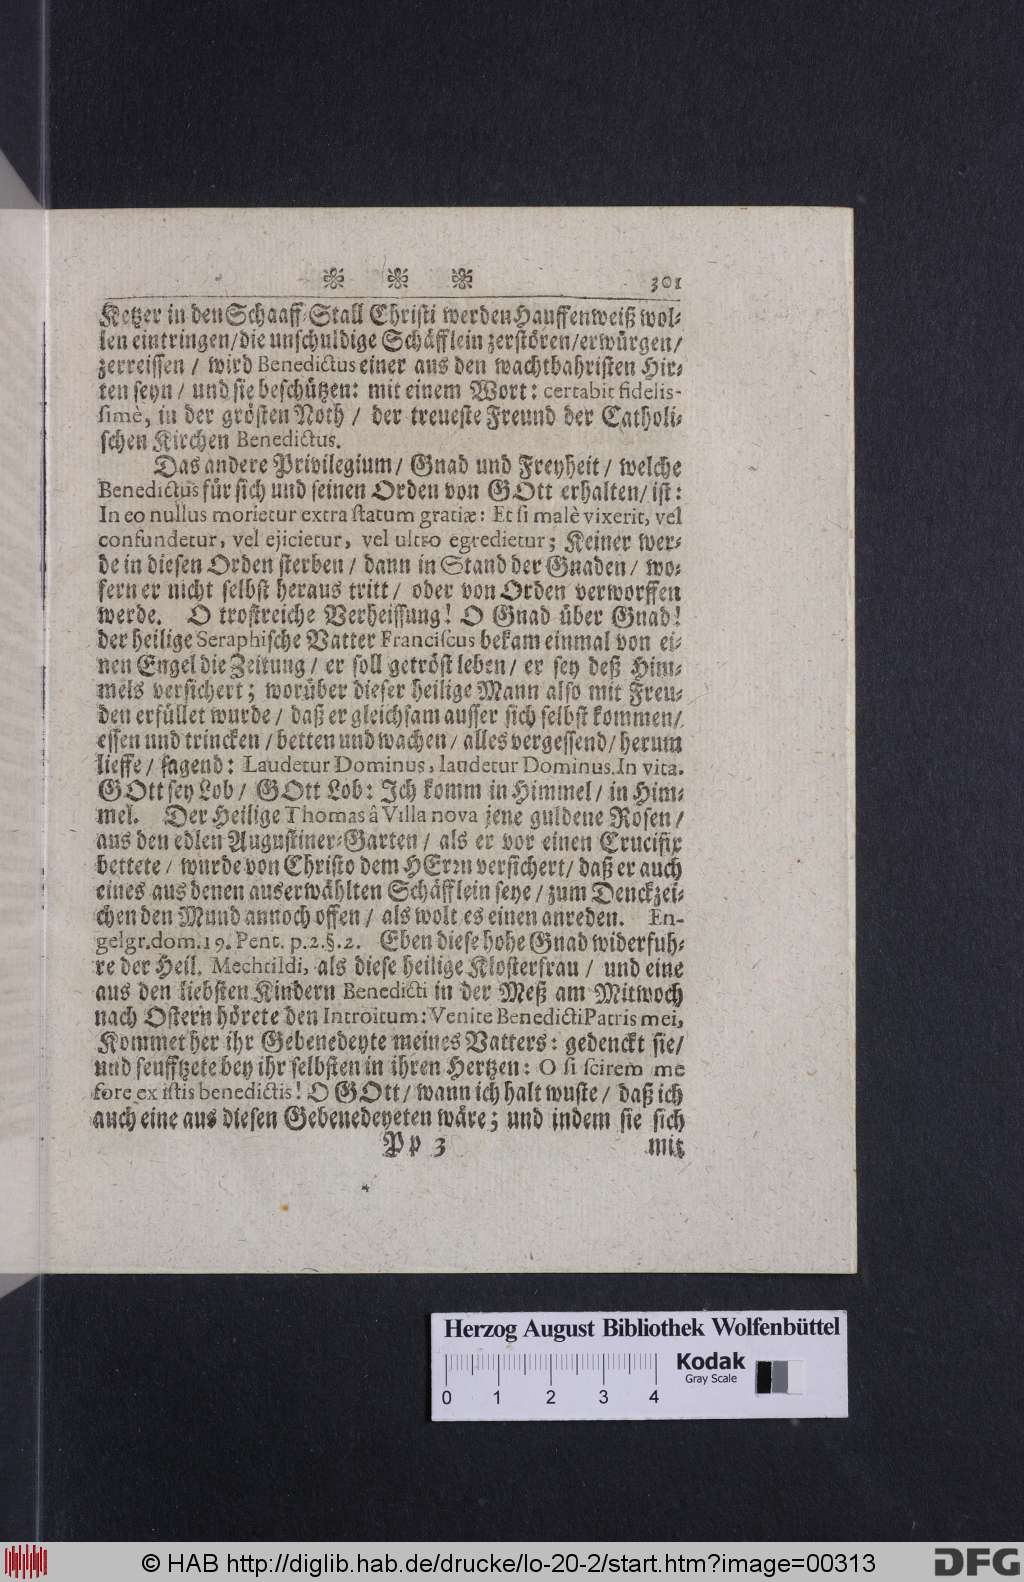 301
Ketzer in den Schaaff-Stall Christi werden Hauffenweiß wol-
len eintringen/die unschuldige Schäfflein zerstören/erwürgen/
zerreissen / wird Benedictus einer aus den wachtbahristen Hir-
ten seyn / und sie beschützen: mit einem Wort: certabit fidelis-
simè, in der grösten Noth / der treueste Freund der Catholi-
schen Kirchen Benedictus.
Das andere Privilegium/ Gnad und Freyheit/ welche
Benedictus für sich und seinen Orden von GOtt erhalten/ ist:
In eo nullus morietur extra statum gratiæ: Et si malè vixerit, vel
confundetur, vel ejicietur, vel ultro egredietur; Keiner wer-
de in diesen Orden sterben / dann in Stand der Gnaden / wo-
fern er nicht selbst heraus tritt / oder von Orden verworffen
werde. O trostreiche Verheissung! O Gnad über Gnad!
der heilige Seraphische Vatter Franciscus bekam einmal von ei-
nen Engel die Zeitung / er soll getröst leben / er sey deß Him-
mels versichert; worüber dieser heilige Mann also mit Freu-
den erfüllet wurde / daß er gleichsam ausser sich selbst kommen/
essen und trincken / betten und wachen / alles vergessend/ herum
lieffe / sagend: Laudetur Dominus, laudetur Dominus. In vita.
GOtt sey Lob / GOtt Lob: Ich komm in Himmel / in Him-
mel. Der Heilige Thomas â Villa nova jene guldene Rosen /
aus den edlen Augustiner-Garten / als er vor einen Crucifix
bettete / wurde von Christo dem HErrn versichert/ daß er auch
eines aus denen auserwählten Schäfflein seye / zum Denckzei-
chen den Mund annoch offen / als wolt es einen anreden. En-
gelgr. dom. 19. Pent. p. 2. §. 2. Eben diese hohe Gnad widerfuh-
re der Heil. Mechtildi, als diese heilige Klosterfrau / und eine
aus den liebsten Kindern Benedicti in der Meß am Mitwoch
nach Ostern hörete den Introitum: Venite Benedicti Patris mei,
Kommet her ihr Gebenedeyte meines Vatters: gedenckt sie/
und seufftzete bey ihr selbsten in ihren Hertzen: O si scirem me
fore ex istis benedictis! O GOtt / wann ich halt wuste / daß ich
auch eine aus diesen Gebenedeyeten wäre; und indem sie sich
Pp 3 mit
Herzog August Bibliothek Wolfenbüttel
Kodak
Gray Scale
0 1 2 3 4
© HAB http://diglib.hab.de/drucke/lo-20-2/start.htm?image=00313
DFG